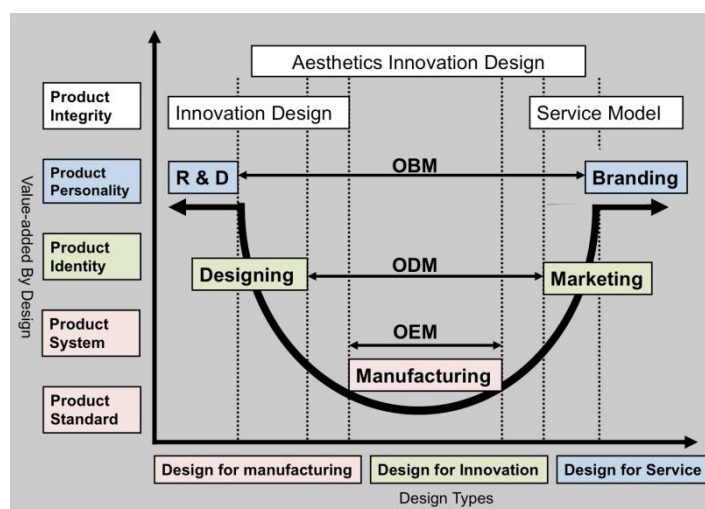 Aesthetics Innovation Design
Product
Integrity
Innovation Design
Service Model
Product
Personality
R & D
OBM
Branding
Product
Identity
Designing
ODM
Marketing
Product
System
OEM
Manufacturing
Product
Standard
Value-added By Design
Design for manufacturing
Design for Innovation
Design for Service
Design Types